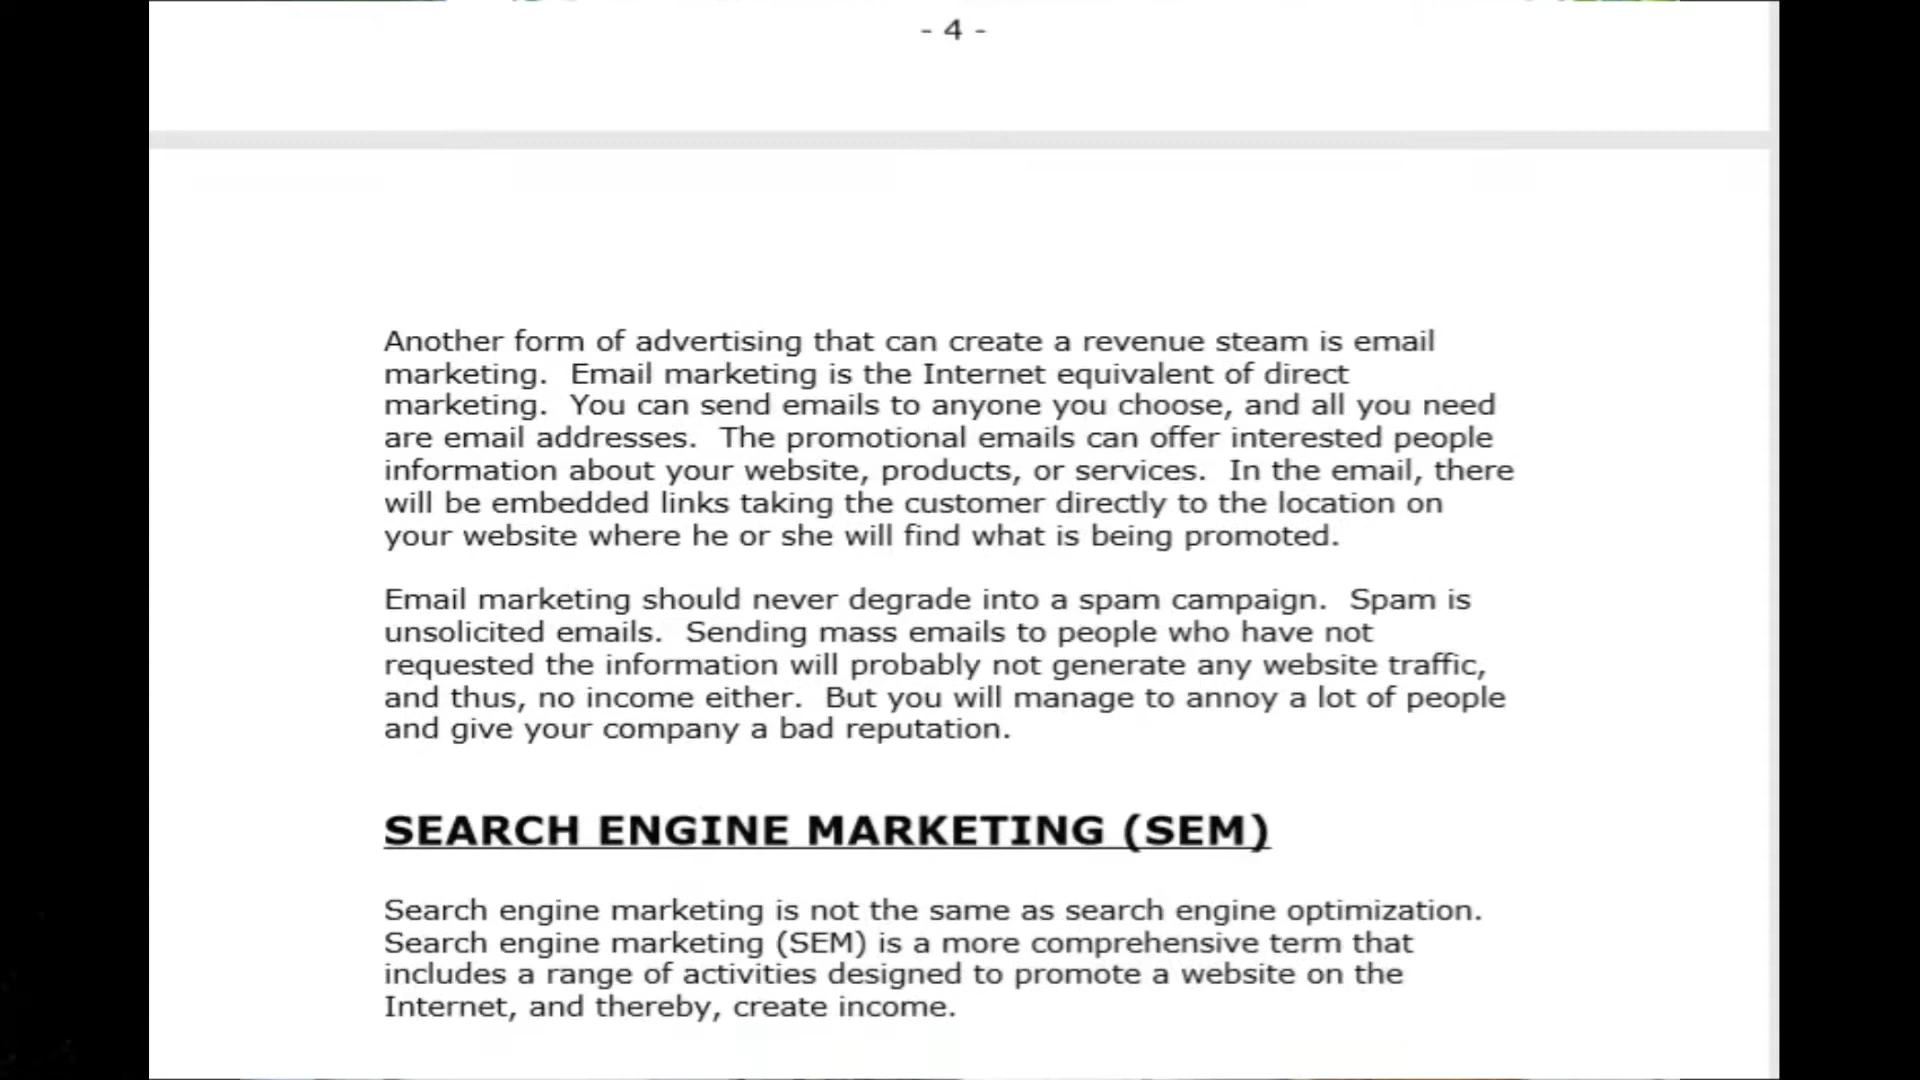 - 4 -
Another form of advertising that can create a revenue steam is email
marketing.  Email marketing is the Internet equivalent of direct
marketing.  You can send emails to anyone you choose, and all you need
are email addresses.  The promotional emails can offer interested people
information about your website, products, or services.  In the email, there
will be embedded links taking the customer directly to the location on
your website where he or she will find what is being promoted.
Email marketing should never degrade into a spam campaign.  Spam is
unsolicited emails.  Sending mass emails to people who have not
requested the information will probably not generate any website traffic,
and thus, no income either.  But you will manage to annoy a lot of people
and give your company a bad reputation.
SEARCH ENGINE MARKETING (SEM)
Search engine marketing is not the same as search engine optimization.
Search engine marketing (SEM) is a more comprehensive term that
includes a range of activities designed to promote a website on the
Internet, and thereby, create income.